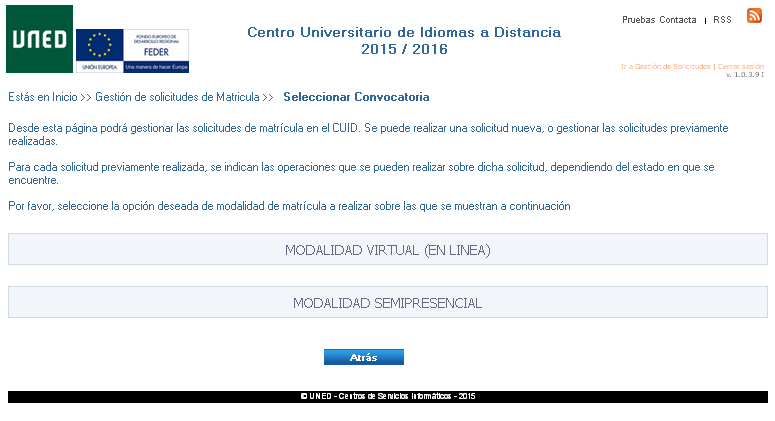 UNED
FONDO EUROPEO DE
DESARROLLO REGIONAL
FEDER
UNIÓN EUROPEA
Una manera de hacer Europa
Centro Universitario de Idiomas a Distancia
2015 / 2016
Pruebas Contacta | RSS
Ir a Gestión de Solicitudes | Cerrar sesión
v. 1.0.3.91
Estás en Inicio >> Gestión de solicitudes de Matricula >> Seleccionar Convocatoria
Desde esta página podrá gestionar las solicitudes de matrícula en el CUID. Se puede realizar una solicitud nueva, o gestionar las solicitudes previamente
realizadas.
Para cada solicitud previamente realizada, se indican las operaciones que se pueden realizar sobre dicha solicitud, dependiendo del estado en que se
encuentre.
Por favor, seleccione la opción deseada de modalidad de matrícula a realizar sobre las que se muestran a continuación
MODALIDAD VIRTUAL (EN LINEA)
MODALIDAD SEMIPRESENCIAL
Atrás
© UNED - Centros de Servicios Informáticos - 2015